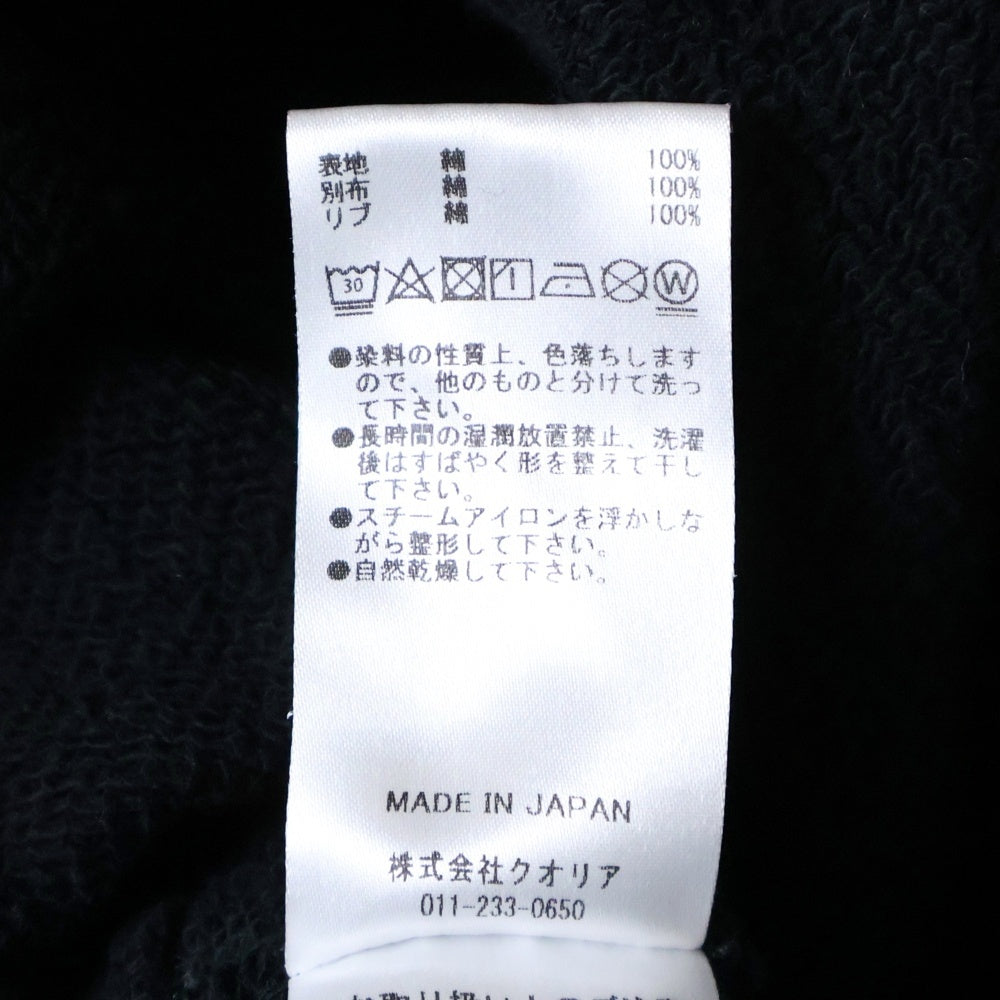 表地 綿 100%
別布 綿 100%
リブ 綿 100%
30
W
●染料の性質上、色落ちします
ので、他のものと分けて洗っ
て下さい。
●長時間の湿潤放置禁止、洗濯
後はすばやく形を整えて干し
て下さい。
●スチームアイロンを浮かしな
がら整形して下さい。
●自然乾燥して下さい。
MADE IN JAPAN
株式会社クオリア
011-233-0650